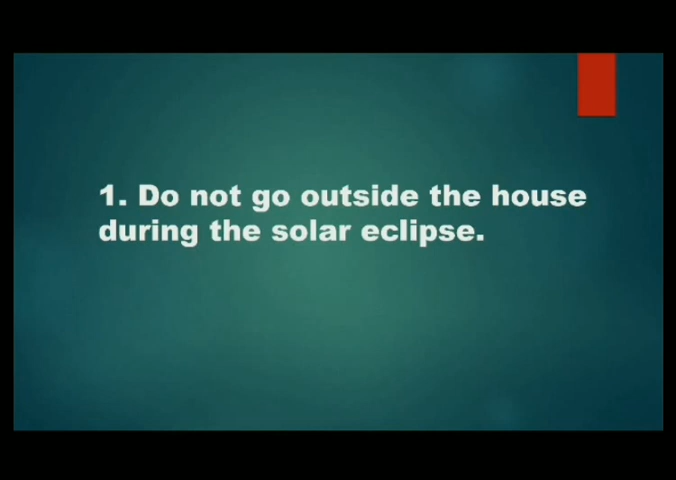 1. Do not go outside the house
during the solar eclipse.